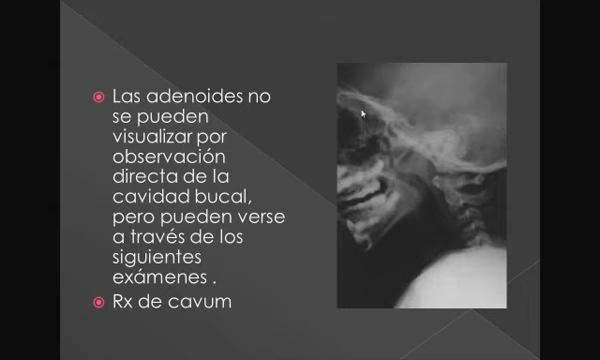 Las adenoides no
se pueden
visualizar por
observación
directa de la
cavidad bucal,
pero pueden verse
a través de los
siguientes
exámenes .
Rx de cavum